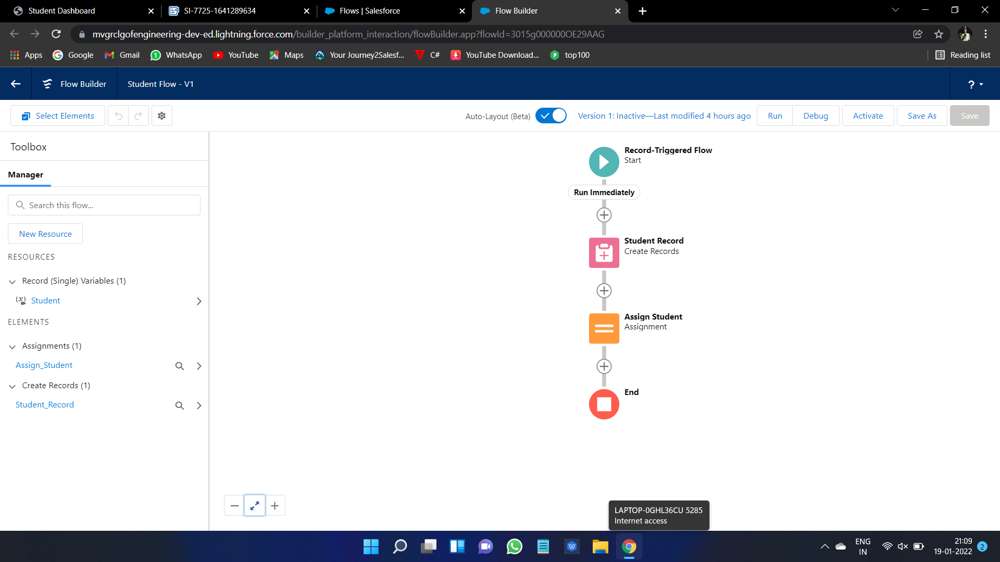 Student Dashboard
SI-7725-1641289634
Flows | Salesforce
Flow Builder
mvgrclgofengineering-dev-ed.lightning.force.com/builder_platform_interaction/flowBuilder.app?flowId=3015g000000OE29AAG
Apps
Google
Gmail
WhatsApp
YouTube
Maps
Your Journey2Salesf...
C#
YouTube Download...
top100
Reading list
Flow Builder
Student Flow - V1
?
Select Elements
Auto-Layout (Beta)
Version 1: Inactive—Last modified 4 hours ago
Run
Debug
Activate
Save As
Save
Toolbox
Manager
Search this flow...
New Resource
RESOURCES
Record (Single) Variables (1)
Student
ELEMENTS
Assignments (1)
Assign_Student
Create Records (1)
Student_Record
Record-Triggered Flow
Start
Run Immediately
Student Record
Create Records
Assign Student
Assignment
End
LAPTOP-0GHL36CU 5285
Internet access
ENG
IN
21:09
19-01-2022
2